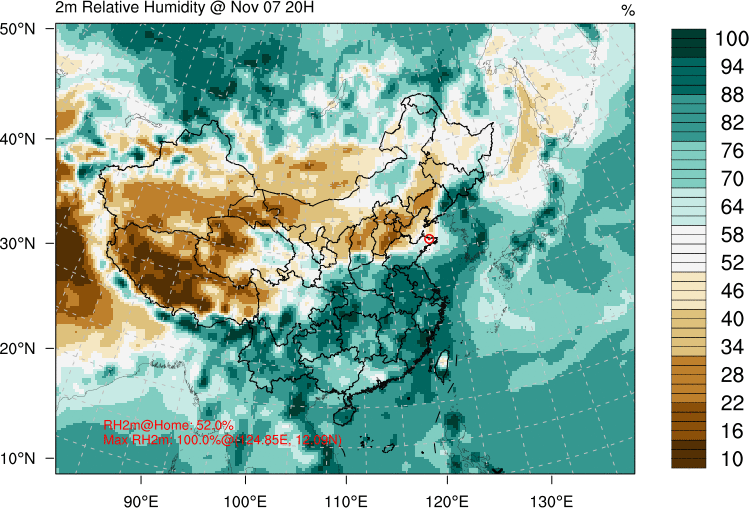 2m Relative Humidity @ Nov 07 20H
%
50°N
40°N
30°N
20°N
10°N
90°E
100°E
110°E
120°E
130°E
100
94
88
82
76
70
64
58
52
46
40
34
28
22
16
10
RH2m@Home: 52.0%
Max RH2m: 100.0%@(124.85E, 12.09N)